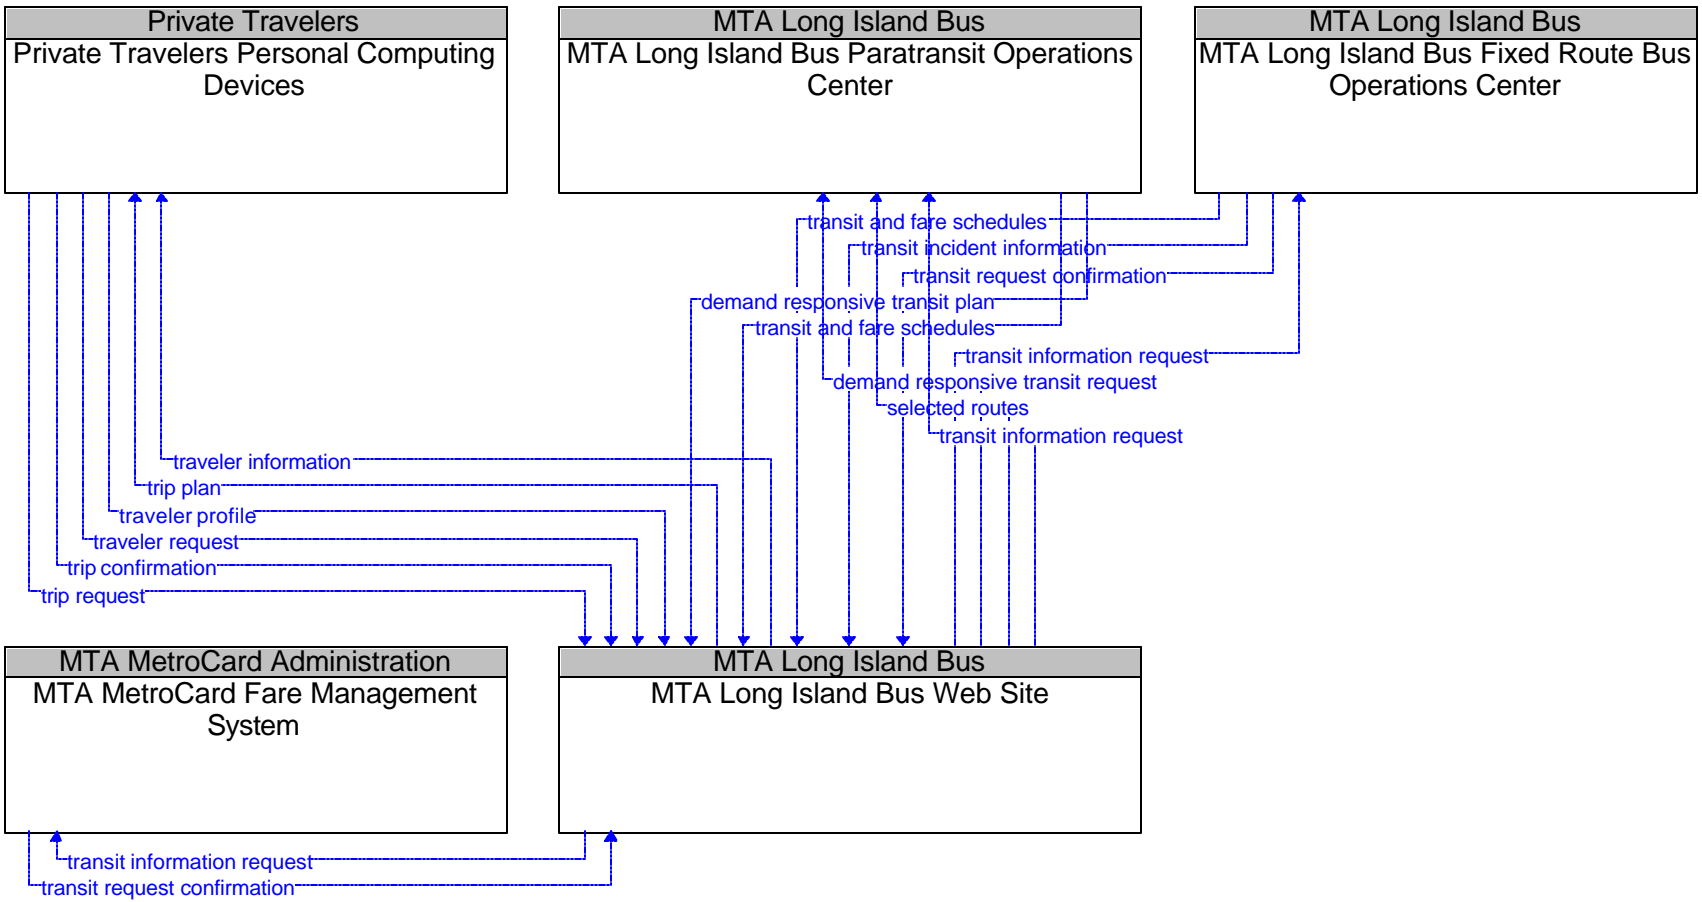 Private Travelers
Private Travelers Personal Computing
Devices
MTA Long Island Bus
MTA Long Island Bus Paratransit Operations
Center
MTA Long Island Bus
MTA Long Island Bus Fixed Route Bus
Operations Center
transit and fare schedules
transit incident information
transit request confirmation
demand responsive transit plan
transit and fare schedules
transit information request
demand responsive transit request
selected routes
transit information request
traveler information
trip plan
traveler profile
traveler request
trip confirmation
trip request
MTA MetroCard Administration
MTA MetroCard Fare Management
System
MTA Long Island Bus
MTA Long Island Bus Web Site
transit information request
transit request confirmation